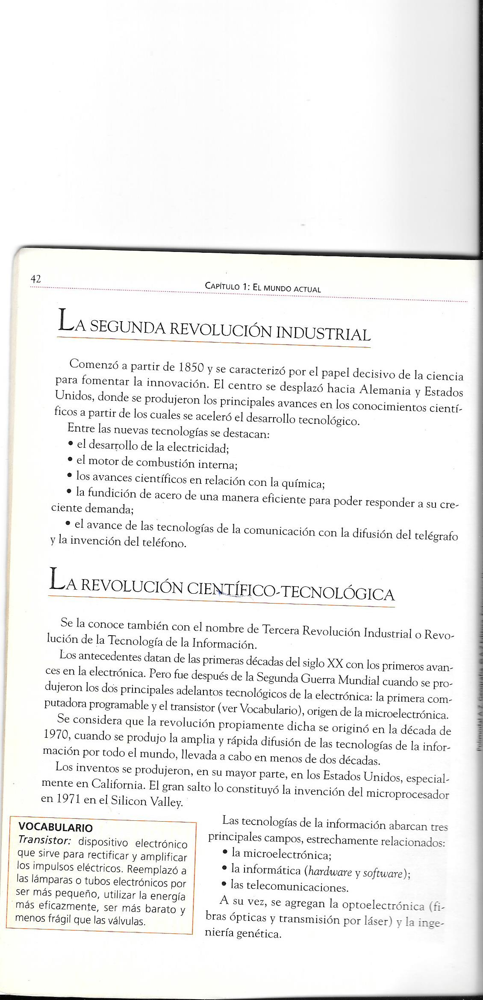 42
CAPÍTULO 1: EL MUNDO ACTUAL
LA SEGUNDA REVOLUCIÓN INDUSTRIAL
Comenzó a partir de 1850 y se caracterizó por el papel decisivo de la ciencia
para fomentar la innovación. El centro se desplazó hacia Alemania y Estados
Unidos, donde se produjeron los principales avances en los conocimientos cientí-
ficos a partir de los cuales se aceleró el desarrollo tecnológico.
Entre las nuevas tecnologías se destacan:
• el desarrollo de la electricidad;
• el motor de combustión interna;
• los avances científicos en relación con la química;
• la fundición de acero de una manera eficiente para poder responder a su cre-
ciente demanda;
• el avance de las tecnologías de la comunicación con la difusión del telégrafo
y la invención del teléfono.
LA REVOLUCIÓN CIENTÍFICO-TECNOLÓGICA
Se la conoce también con el nombre de Tercera Revolución Industrial o Revo-
lución de la Tecnología de la Información.
Los antecedentes datan de las primeras décadas del siglo XX con los primeros avan-
ces en la electrónica. Pero fue después de la Segunda Guerra Mundial cuando se pro-
dujeron los dos principales adelantos tecnológicos de la electrónica: la primera com-
putadora programable y el transistor (ver Vocabulario), origen de la microelectrónica.
Se considera que la revolución propiamente dicha se originó en la década de
1970, cuando se produjo la amplia y rápida difusión de las tecnologías de la infor-
mación por todo el mundo, llevada a cabo en menos de dos décadas.
Los inventos se produjeron, en su mayor parte, en los Estados Unidos, especial-
mente en California. El gran salto lo constituyó la invención del microprocesador
en 1971 en el Silicon Valley.
VOCABULARIO
Transistor: dispositivo electrónico
que sirve para rectificar y amplificar
los impulsos eléctricos. Reemplazó a
las lámparas o tubos electrónicos por
ser más pequeño, utilizar la energía
más eficazmente, ser más barato y
menos frágil que las válvulas.
Las tecnologías de la información abarcan tres
principales campos, estrechamente relacionados:
• la microelectrónica;
• la informática (hardware y software);
• las telecomunicaciones.
A su vez, se agregan la optoelectrónica (fi-
bras ópticas y transmisión por láser) y la inge-
niería genética.
Polimodal A Z Geografía